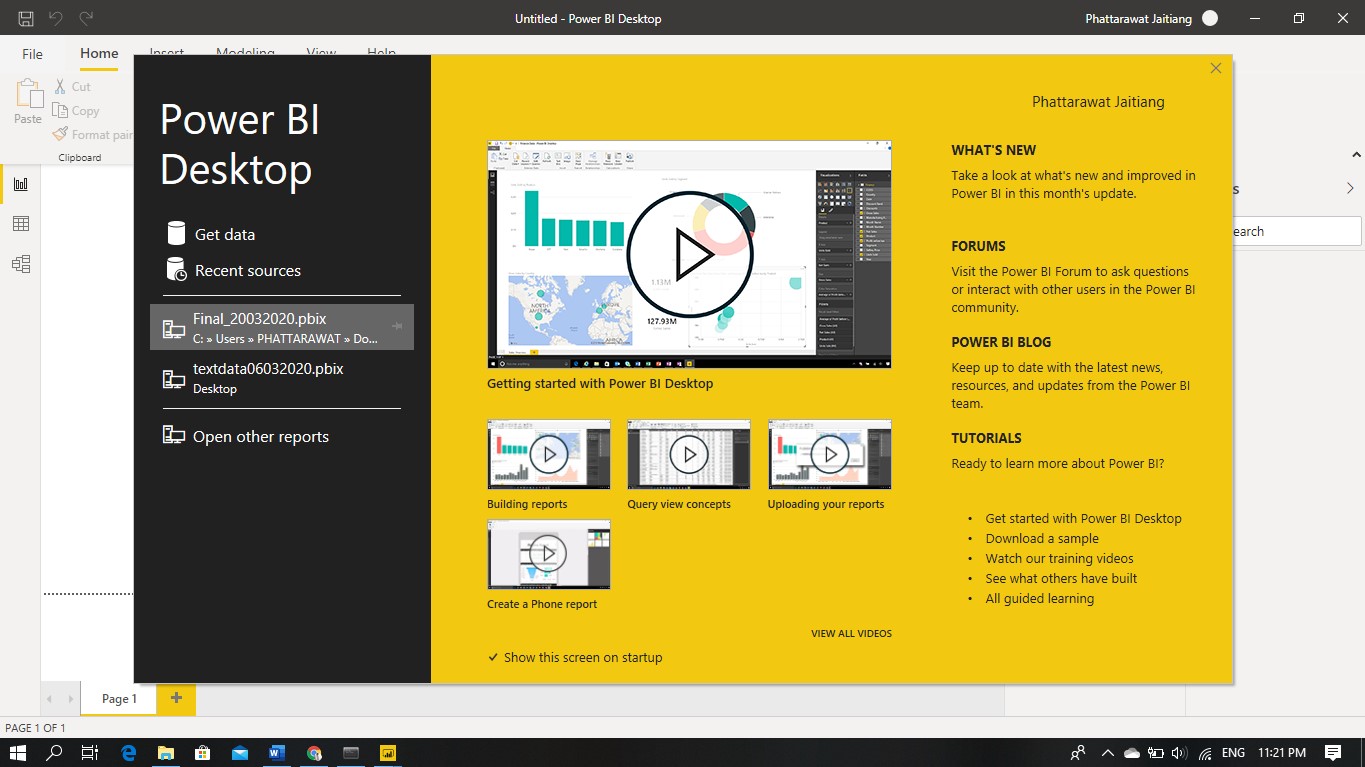 Untitled - Power BI Desktop
Phattarawat Jaitiang
File
Home
Insert
Modeling
View
Help
Paste
Cut
Copy
Format pain
Clipboard
Power BI
Desktop
Get data
Recent sources
Final_20032020.pbix
C: » Users » PHATTARAWAT » Do...
textdata06032020.pbix
Desktop
Open other reports
127.93M
Getting started with Power BI Desktop
Building reports
Query view concepts
Uploading your reports
Create a Phone report
VIEW ALL VIDEOS
✓ Show this screen on startup
Phattarawat Jaitiang
WHAT'S NEW
Take a look at what's new and improved in
Power BI in this month's update.
FORUMS
Visit the Power BI Forum to ask questions
or interact with other users in the Power BI
community.
POWER BI BLOG
Keep up to date with the latest news,
resources, and updates from the Power BI
team.
TUTORIALS
Ready to learn more about Power BI?
• Get started with Power BI Desktop
• Download a sample
• Watch our training videos
• See what others have built
• All guided learning
s
earch
Page 1
PAGE 1 OF 1
ENG
11:21 PM